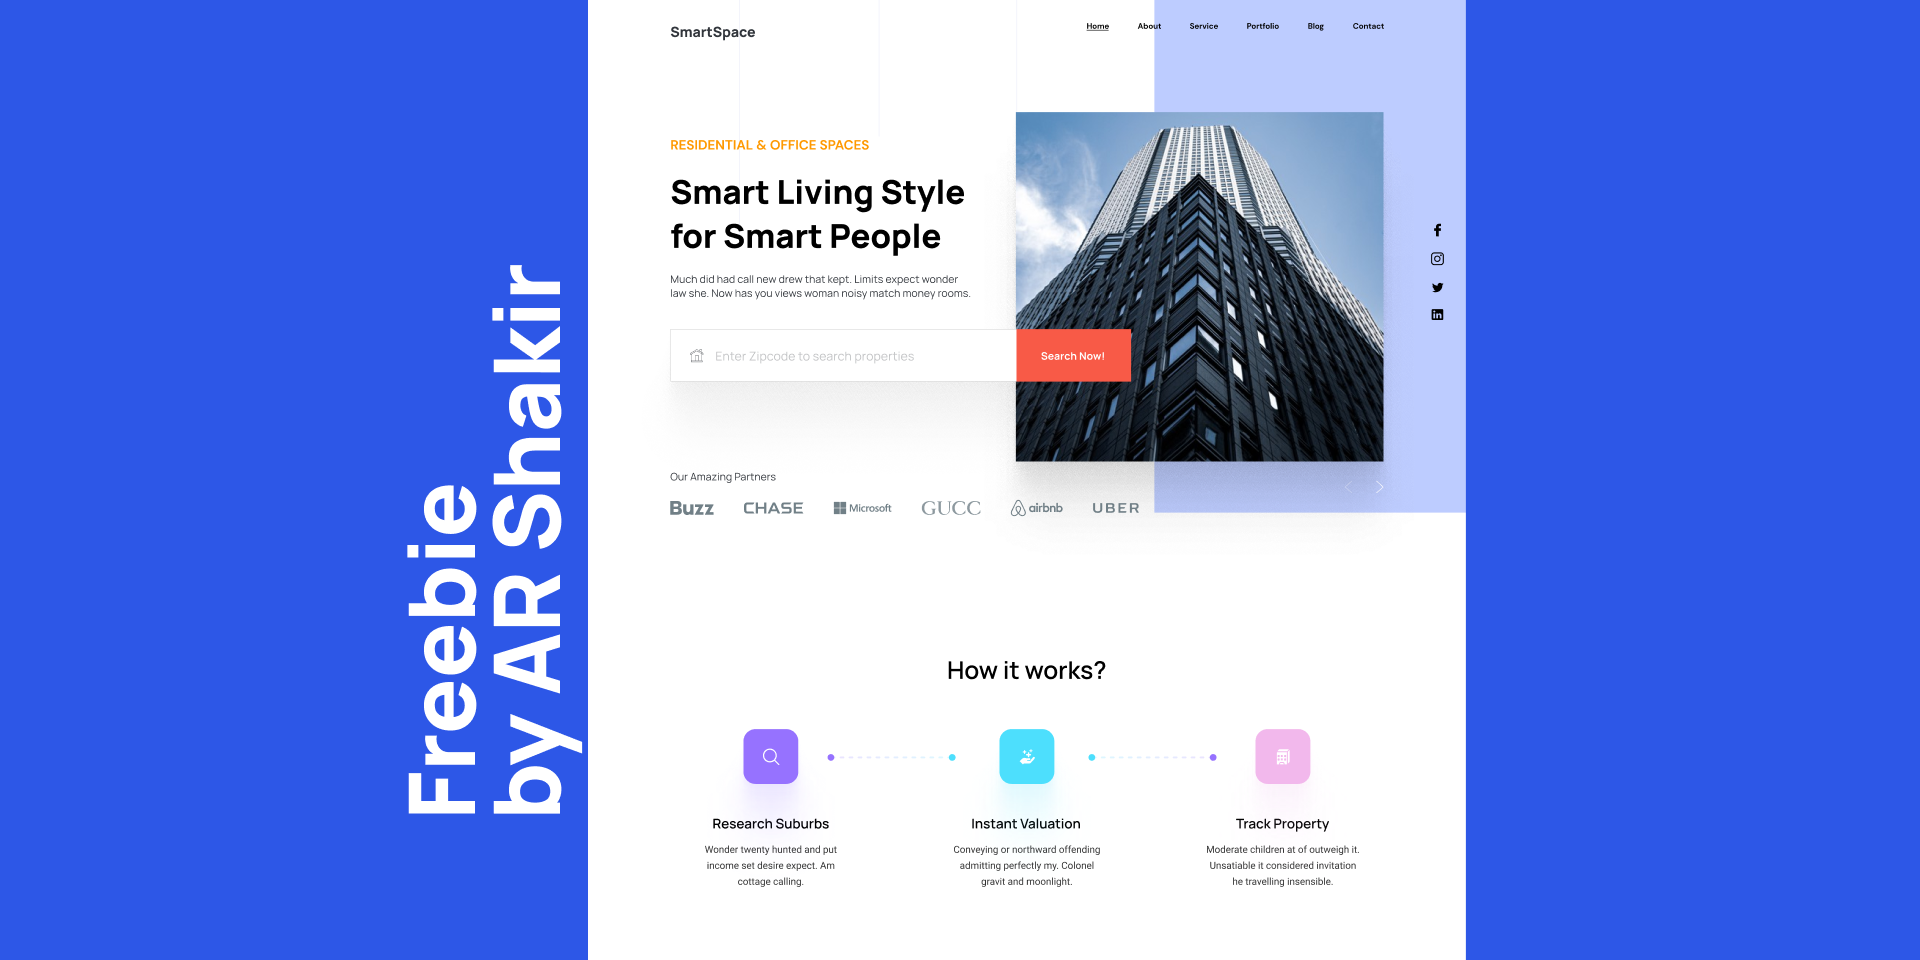 Freebie
by AR Shakir
SmartSpace
Home About Service Portfolio Blog Contact
RESIDENTIAL & OFFICE SPACES
Smart Living Style
for Smart People
Much did had call new drew that kept. Limits expect wonder
law she. Now has you views woman noisy match money rooms.
Enter Zipcode to search properties
Search Now!
Our Amazing Partners
Buzz CHASE Microsoft GUCC airbnb UBER
How it works?
Research Suburbs
Wonder twenty hunted and put
income set desire expect. Am
cottage calling.
Instant Valuation
Conveying or northward offending
admitting perfectly my. Colonel
gravit and moonlight.
Track Property
Moderate children at of outweigh it.
Unsatiable it considered invitation
he travelling insensible.